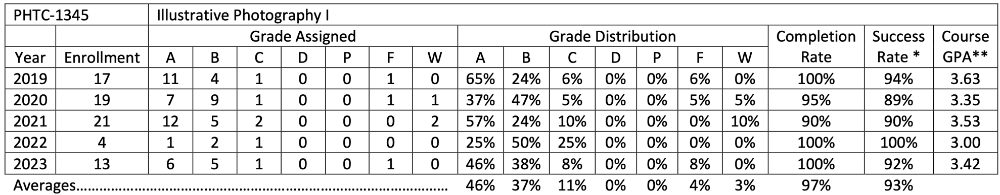 PHTC-1345 Illustrative Photography I
Grade Assigned Grade Distribution Completion Success Course
Year Enrollment A B C D P F W A B C D P F W Rate Rate * GPA**
2019 17 11 4 1 0 0 1 0 65% 24% 6% 0% 0% 6% 0% 100% 94% 3.63
2020 19 7 9 1 0 0 1 1 37% 47% 5% 0% 0% 5% 5% 95% 89% 3.35
2021 21 12 5 2 0 0 0 2 57% 24% 10% 0% 0% 0% 10% 90% 90% 3.53
2022 4 1 2 1 0 0 0 0 25% 50% 25% 0% 0% 0% 0% 100% 100% 3.00
2023 13 6 5 1 0 0 1 0 46% 38% 8% 0% 0% 8% 0% 100% 92% 3.42
Averages................................................................................ 46% 37% 11% 0% 0% 4% 3% 97% 93%